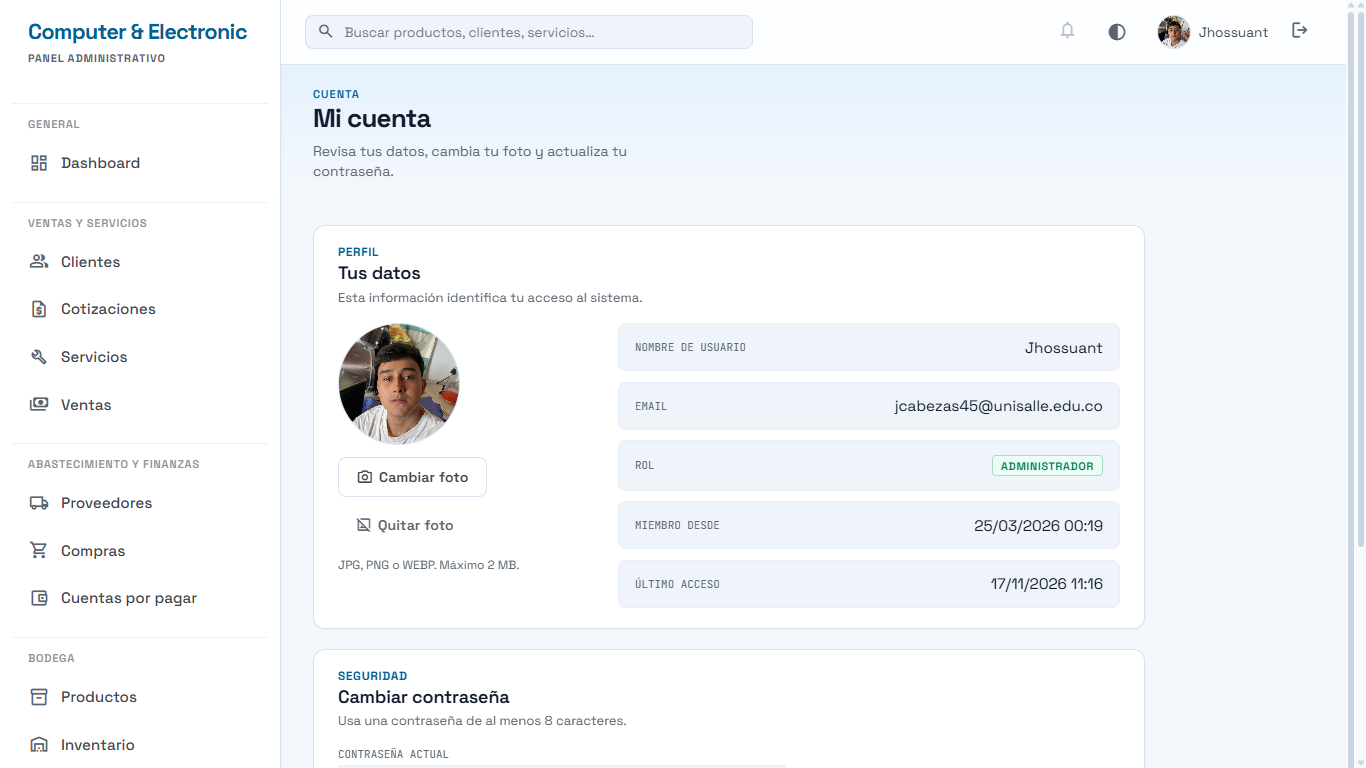 Computer & Electronic
PANEL ADMINISTRATIVO
GENERAL
Dashboard
VENTAS Y SERVICIOS
Clientes
Cotizaciones
Servicios
Ventas
ABASTECIMIENTO Y FINANZAS
Proveedores
Compras
Cuentas por pagar
BODEGA
Productos
Inventario
Buscar productos, clientes, servicios...
Jhossuant
CUENTA
Mi cuenta
Revisa tus datos, cambia tu foto y actualiza tu
contraseña.
PERFIL
Tus datos
Esta información identifica tu acceso al sistema.
Cambiar foto
Quitar foto
JPG, PNG o WEBP. Máximo 2 MB.
NOMBRE DE USUARIO Jhossuant
EMAIL jcabezas45@unisalle.edu.co
ROL ADMINISTRADOR
MIEMBRO DESDE 25/03/2026 00:19
ÚLTIMO ACCESO 17/11/2026 11:16
SEGURIDAD
Cambiar contraseña
Usa una contraseña de al menos 8 caracteres.
CONTRASEÑA ACTUAL